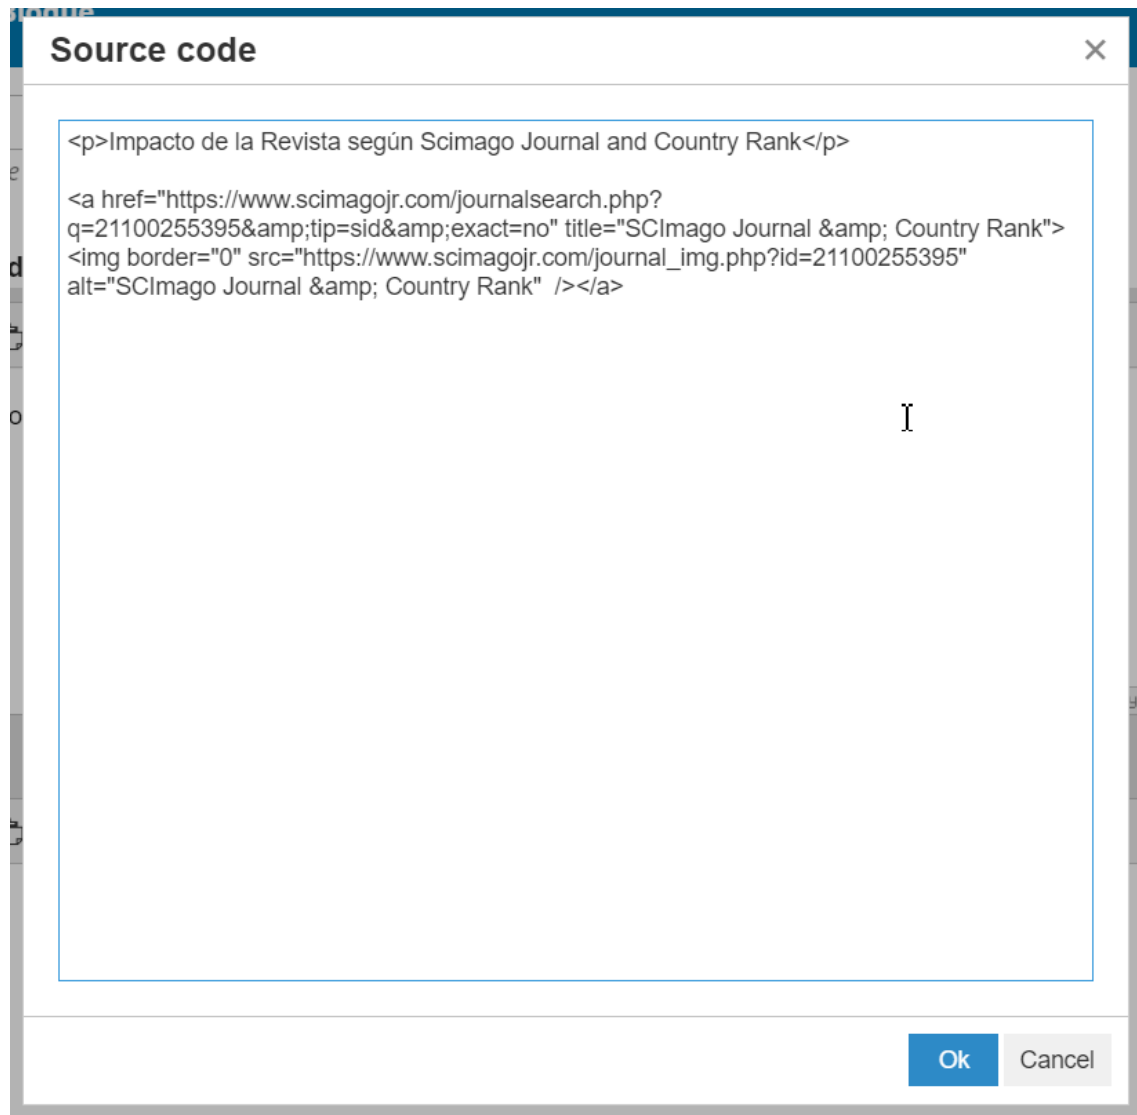 Source code
<p>Impacto de la Revista según Scimago Journal and Country Rank</p>
<a href="https://www.scimagojr.com/journalsearch.php?
q=21100255395&amp;tip=sid&amp;exact=no" title="SCImago Journal &amp; Country Rank">
<img border="0" src="https://www.scimagojr.com/journal_img.php?id=21100255395"
alt="SCImago Journal &amp; Country Rank"  /></a>
Ok
Cancel